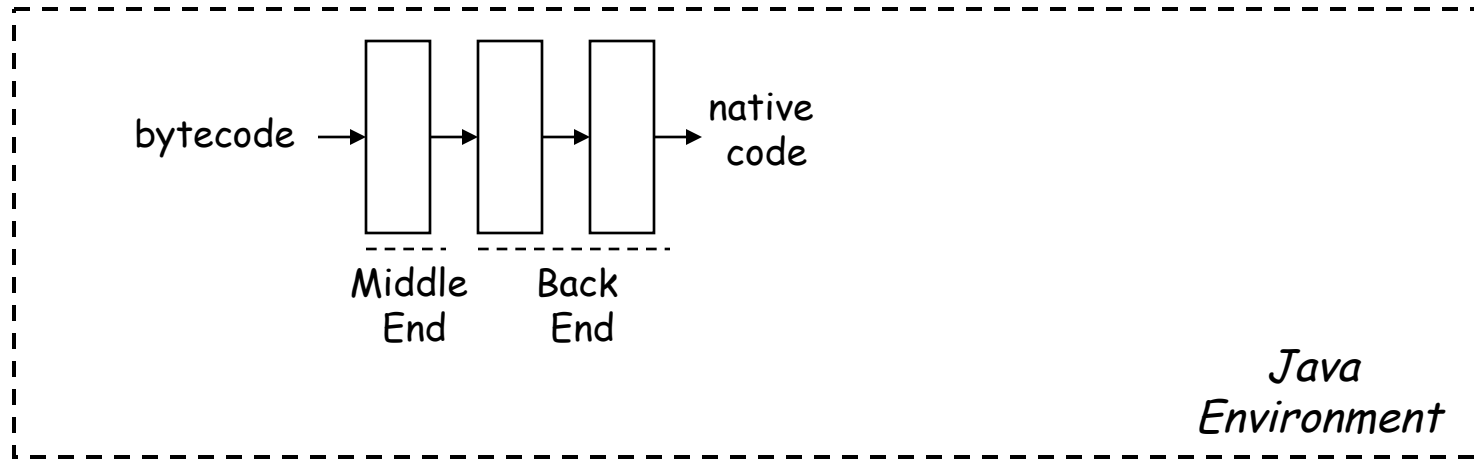 bytecode
native
code
Middle
End
Back
End
Java
Environment